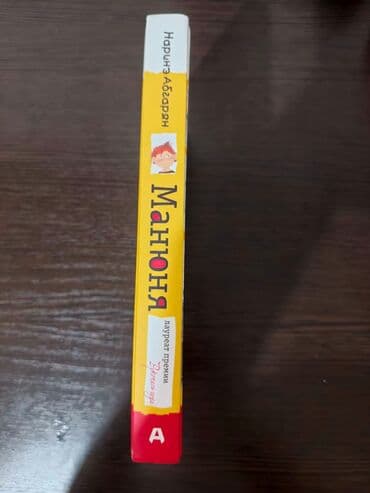 Наринэ Абгарян
Манюня
лауреат премии